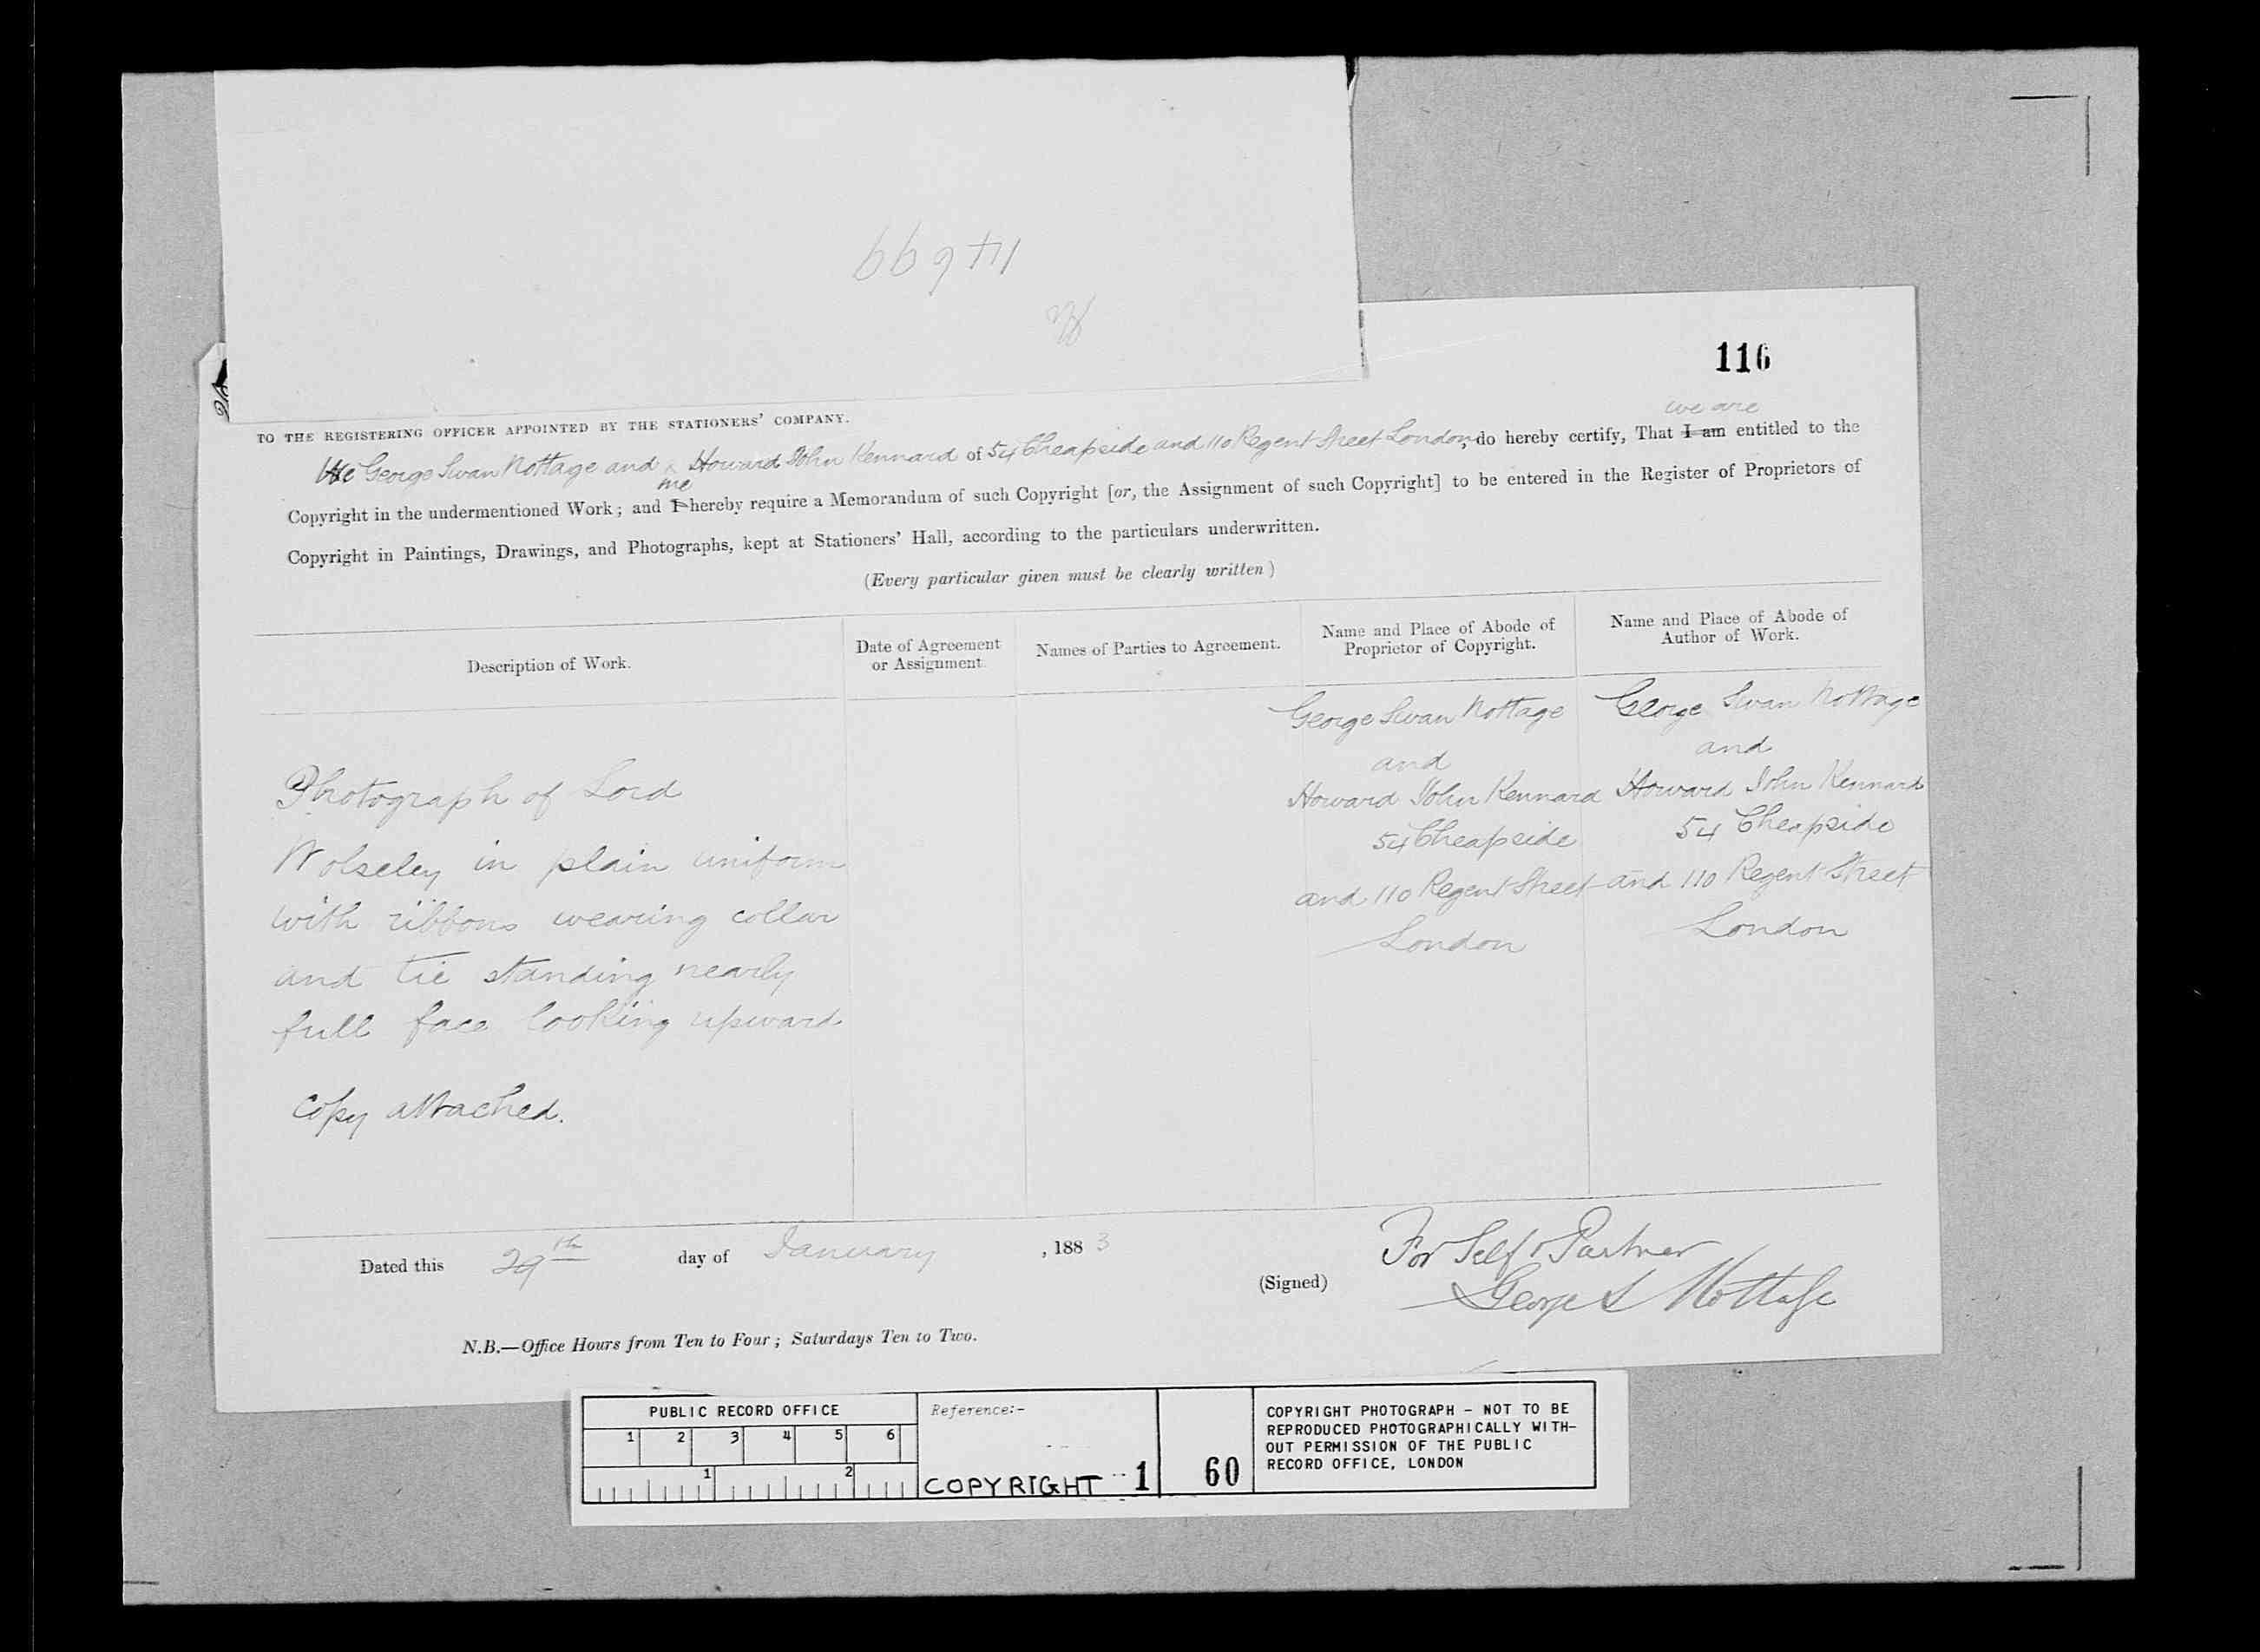 116
TO THE REGISTERING OFFICER APPOINTED BY THE STATIONERS' COMPANY.
we are
We George Swan Nottage and Howard John Kennard of 54 Cheapside and 110 Regent Street London, do hereby certify, That I am entitled to the
we
Copyright in the undermentioned Work; and I hereby require a Memorandum of such Copyright [or, the Assignment of such Copyright] to be entered in the Register of Proprietors of
Copyright in Paintings, Drawings, and Photographs, kept at Stationers' Hall, according to the particulars underwritten.
(Every particular given must be clearly written)
Description of Work.
Date of Agreement
or Assignment
Names of Parties to Agreement.
Name and Place of Abode of
Proprietor of Copyright.
Name and Place of Abode of
Author of Work.
Photograph of Lord
Wolseley in plain uniform
with ribbons wearing collar
and tie standing nearly
full face looking upward
Copy attached.
George Swan Nottage
and
Howard John Kennard
54 Cheapside
and 110 Regent Street
London
George Swan Nottage
and
Howard John Kennard
54 Cheapside
and 110 Regent Street
London
Dated this 29th day of January, 1883
(Signed)
For Self & Partner
George S Nottage
N.B.—Office Hours from Ten to Four; Saturdays Ten to Two.
PUBLIC RECORD OFFICE
1 2 3 4 5 6
1 2
Reference:-
COPYRIGHT 1
60
COPYRIGHT PHOTOGRAPH - NOT TO BE
REPRODUCED PHOTOGRAPHICALLY WITH-
OUT PERMISSION OF THE PUBLIC
RECORD OFFICE, LONDON